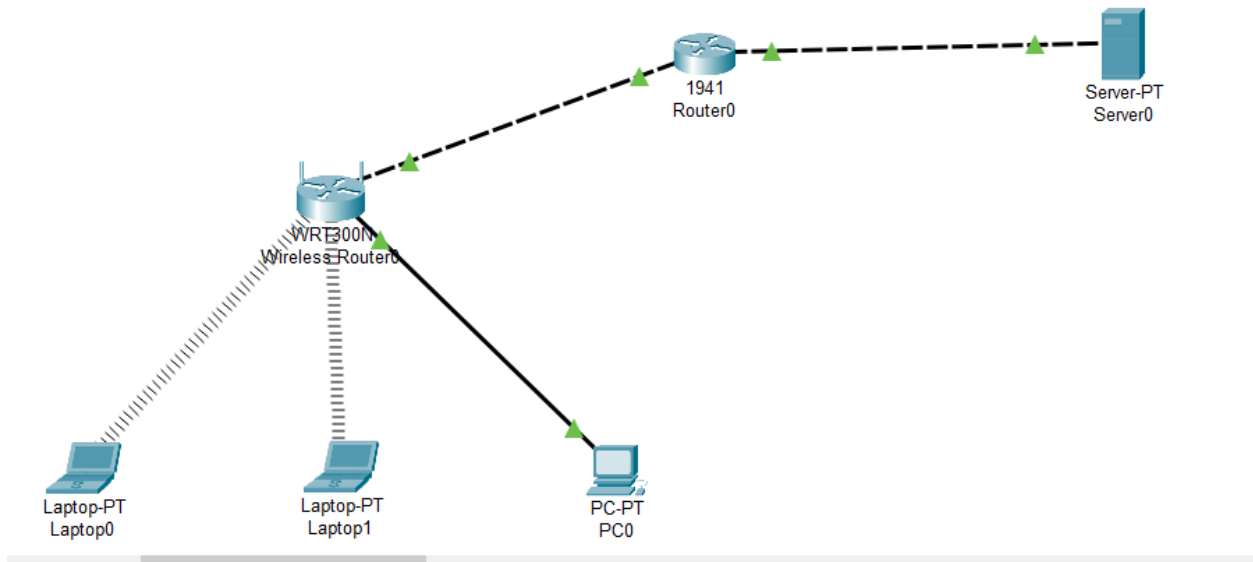 1941
Router0
Server-PT
Server0
WRT300N
Wireless Router0
Laptop-PT
Laptop0
Laptop-PT
Laptop1
PC-PT
PC0